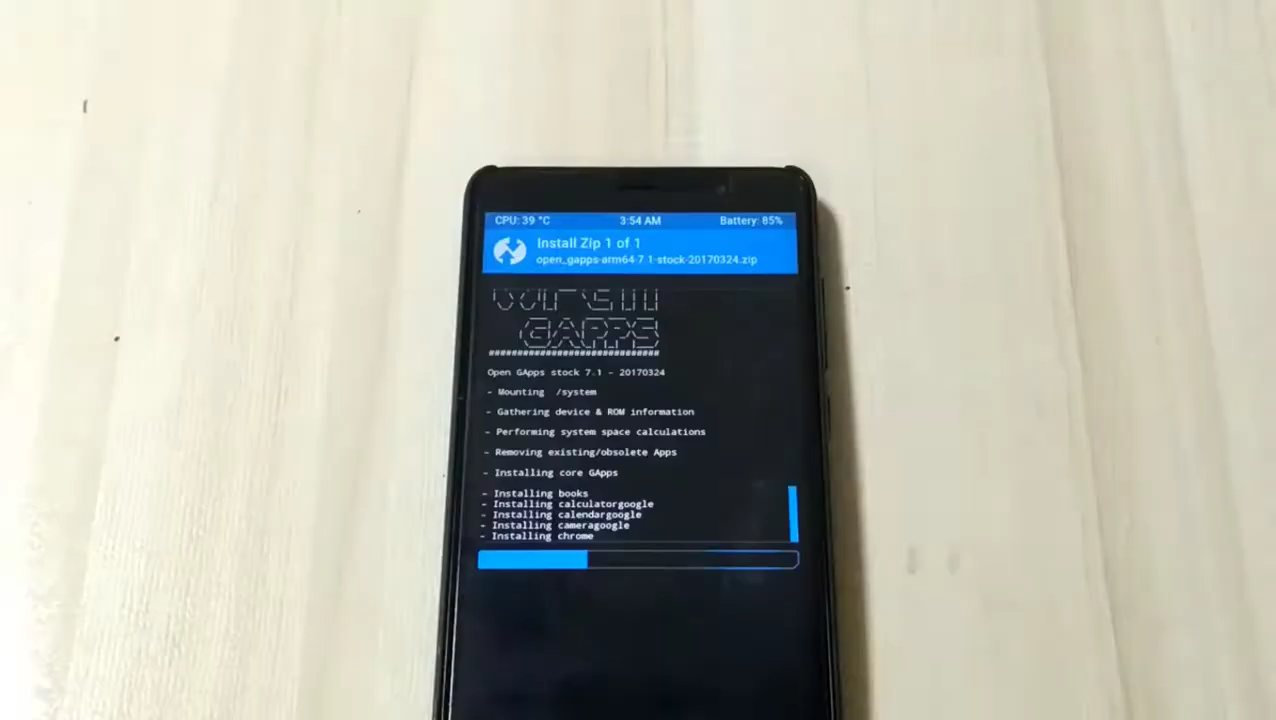 CPU: 39 °C 3:54 AM Battery: 85%
Install Zip 1 of 1
open_gapps-arm64-7 1-stock-20170324.zip
GAPPS
##############################
Open GApps stock 7.1 - 20170324
- Mounting /system
- Gathering device & ROM information
- Performing system space calculations
- Removing existing/obsolete Apps
- Installing core GApps
- Installing books
- Installing calculatorgoogle
- Installing calendargoogle
- Installing cameragoogle
- Installing chrome